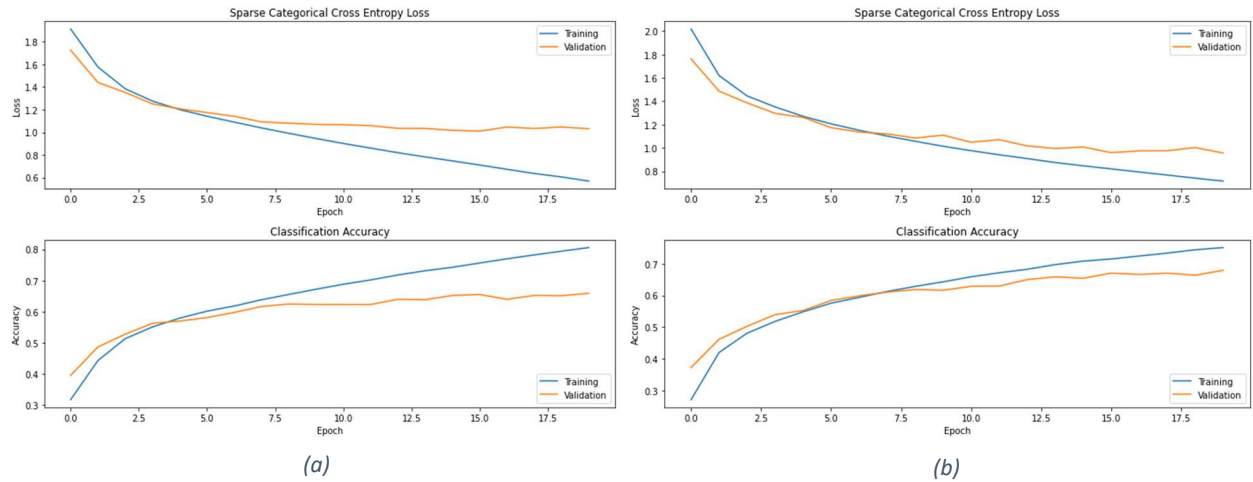 Sparse Categorical Cross Entropy Loss
Training
Validation
1.8
1.6
1.4
1.2
1.0
0.8
0.6
Loss
0.0 2.5 5.0 7.5 10.0 12.5 15.0 17.5
Epoch
Classification Accuracy
0.8
0.7
0.6
0.5
0.4
0.3
Accuracy
Training
Validation
0.0 2.5 5.0 7.5 10.0 12.5 15.0 17.5
Epoch
(a)
Sparse Categorical Cross Entropy Loss
Training
Validation
2.0
1.8
1.6
1.4
1.2
1.0
0.8
Loss
0.0 2.5 5.0 7.5 10.0 12.5 15.0 17.5
Epoch
Classification Accuracy
0.7
0.6
0.5
0.4
0.3
Accuracy
Training
Validation
0.0 2.5 5.0 7.5 10.0 12.5 15.0 17.5
Epoch
(b)